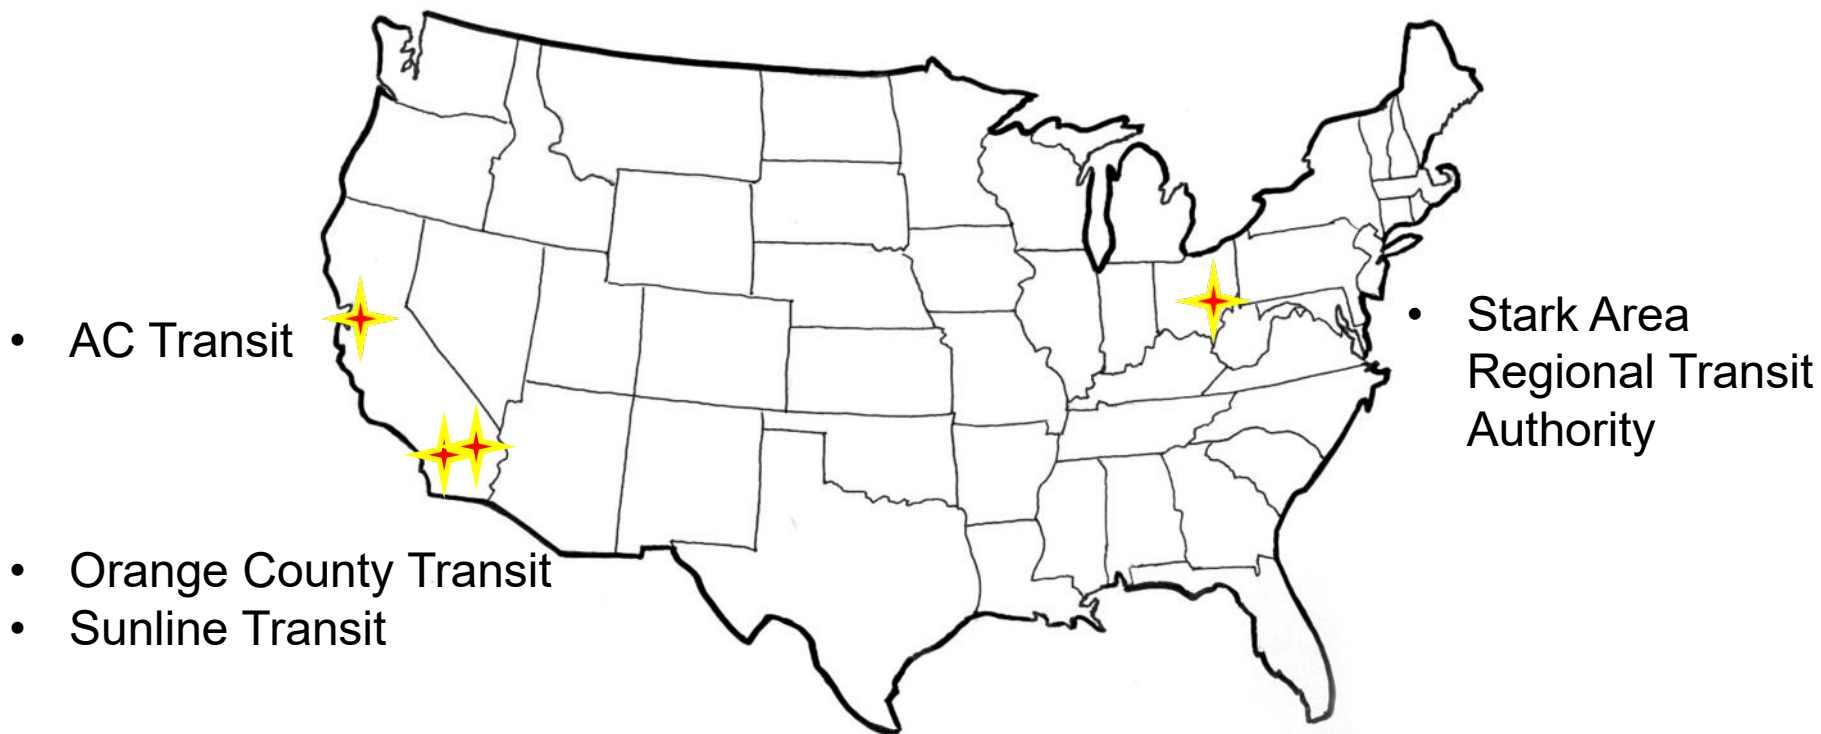 • AC Transit
• Orange County Transit
• Sunline Transit
• Stark Area
Regional Transit
Authority